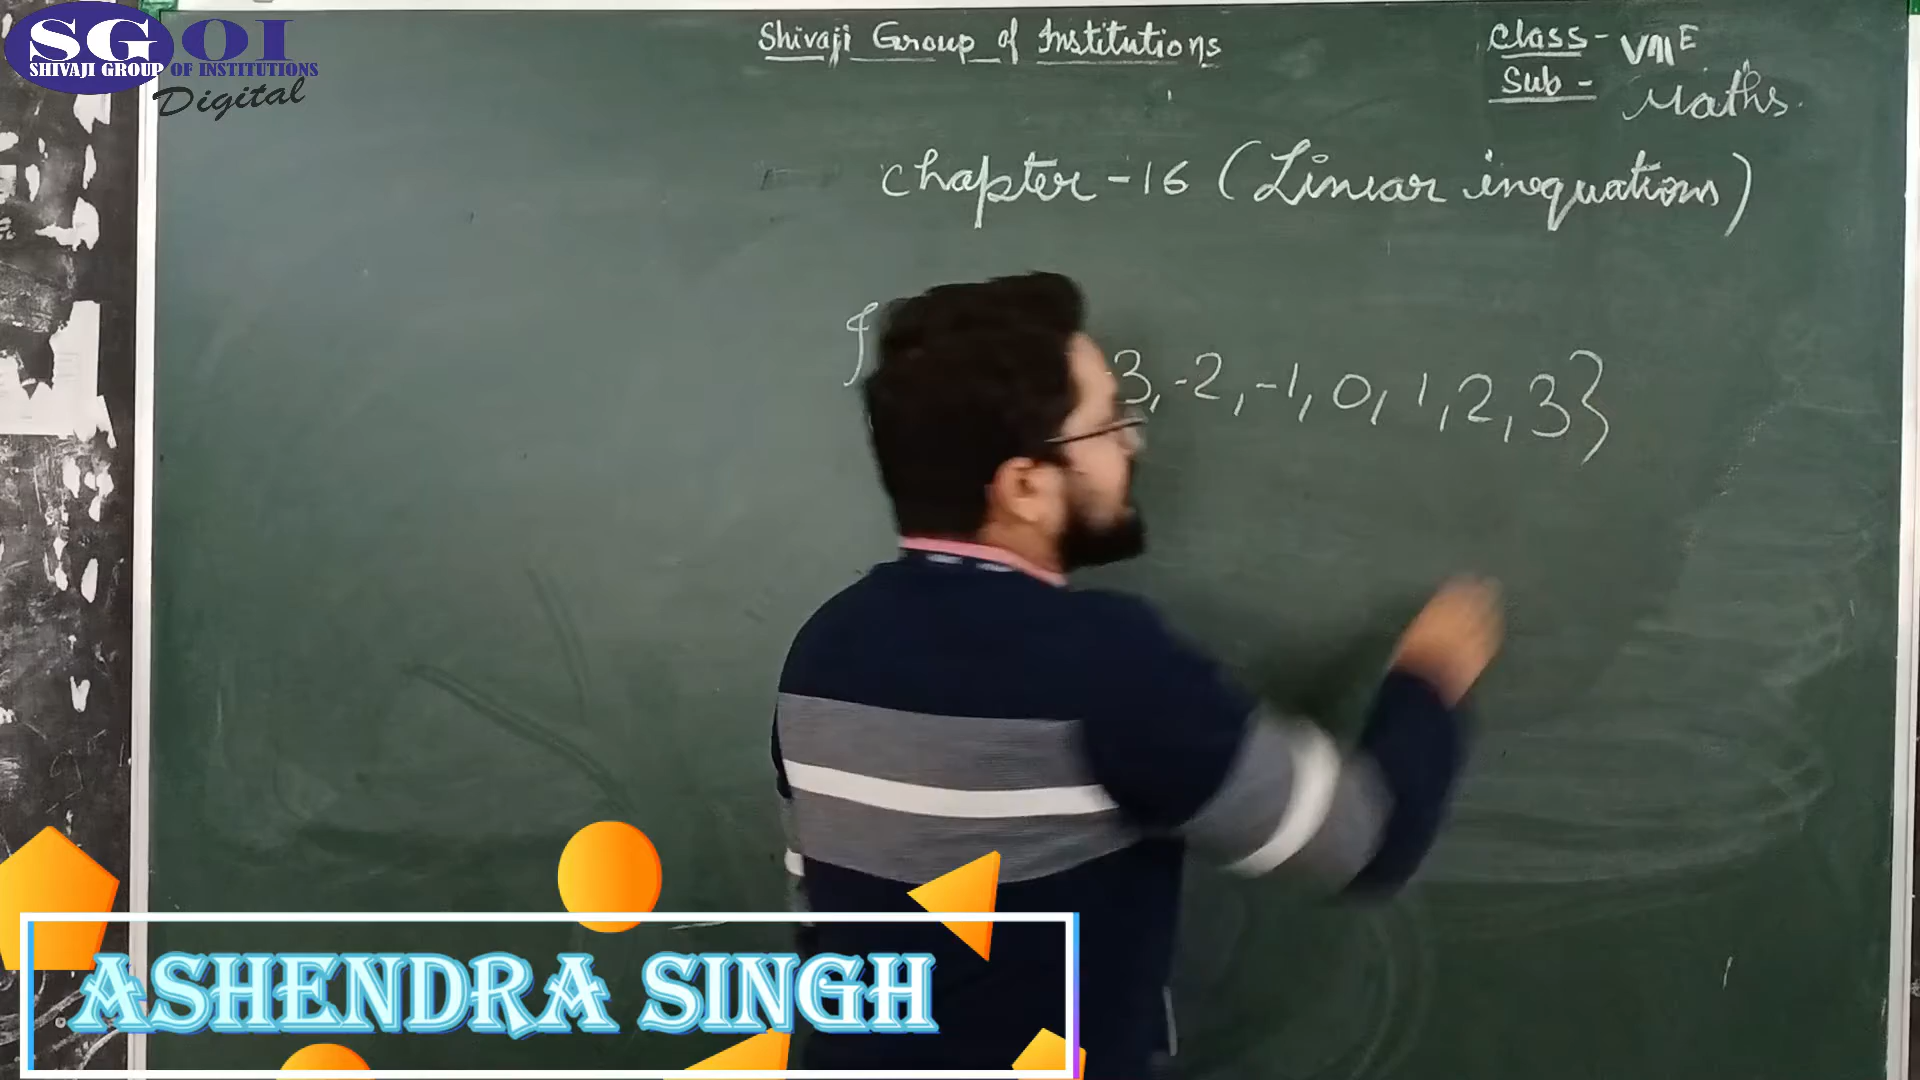 SGOI
SHIVAJI GROUP OF INSTITUTIONS
Digital
Shivaji Group of Institutions
Class - VIII E
Sub - Maths.
Chapter - 16 (Linear inequations)
{ -3, -2, -1, 0, 1, 2, 3}
ASHENDRA SINGH